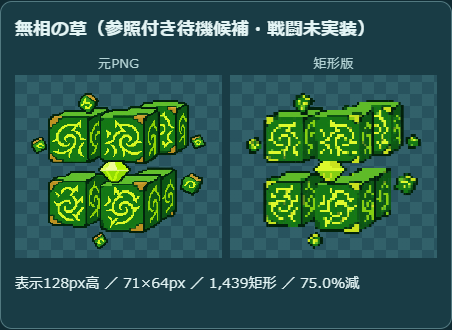 無相の草（参照付き待機候補・戦闘未実装）
元PNG
矩形版
表示128px高 ／ 71×64px ／ 1,439矩形 ／ 75.0%減